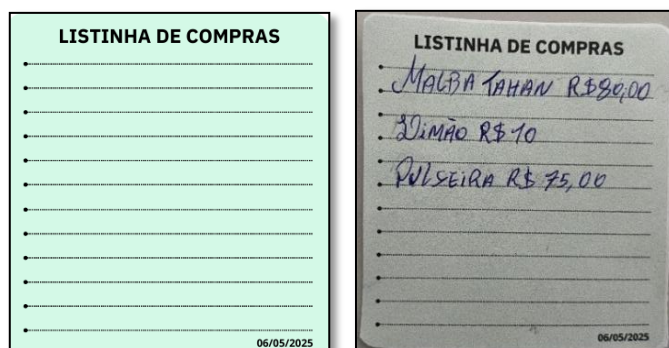 LISTINHA DE COMPRAS
06/05/2025
LISTINHA DE COMPRAS
MALBA TAHAN R$80,00
R$10
PULSEIRA R$ 75,00
06/05/2025